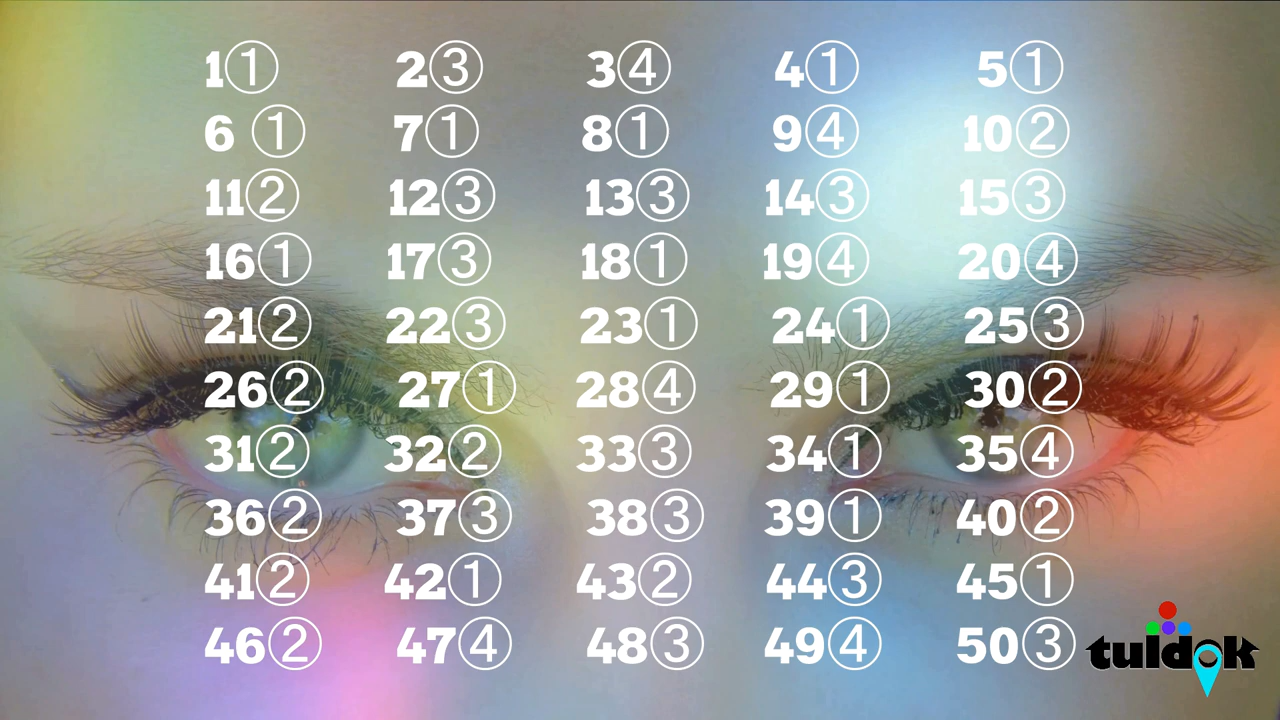 1① 2③ 3④ 4① 5①
6 ① 7① 8① 9④ 10②
11② 12③ 13③ 14③ 15③
16① 17③ 18① 19④ 20④
21② 22③ 23① 24① 25③
26② 27① 28④ 29① 30②
31② 32② 33③ 34① 35④
36② 37③ 38③ 39① 40②
41② 42① 43② 44③ 45①
46② 47④ 48③ 49④ 50③
tuldok